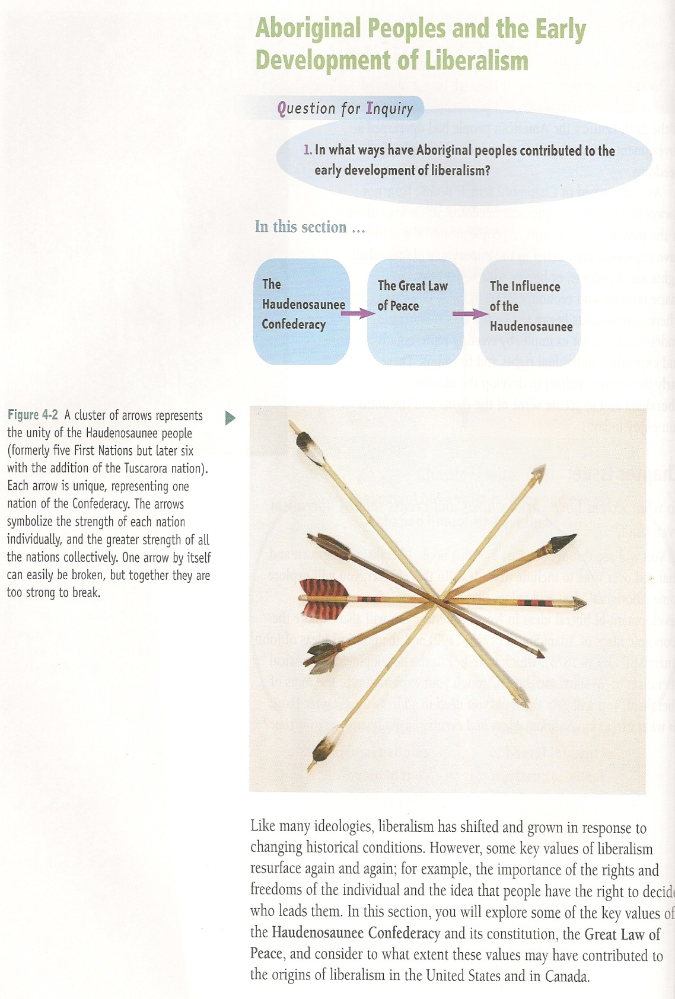 Aboriginal Peoples and the Early
Development of Liberalism
Question for Inquiry
1. In what ways have Aboriginal peoples contributed to the
early development of liberalism?
In this section ...
The
Haudenosaunee
Confederacy
The Great Law
of Peace
The Influence
of the
Haudenosaunee
Figure 4-2 A cluster of arrows represents
the unity of the Haudenosaunee people
(formerly five First Nations but later six
with the addition of the Tuscarora nation).
Each arrow is unique, representing one
nation of the Confederacy. The arrows
symbolize the strength of each nation
individually, and the greater strength of all
the nations collectively. One arrow by itself
can easily be broken, but together they are
too strong to break.
Like many ideologies, liberalism has shifted and grown in response to
changing historical conditions. However, some key values of liberalism
resurface again and again; for example, the importance of the rights and
freedoms of the individual and the idea that people have the right to decide
who leads them. In this section, you will explore some of the key values of
the Haudenosaunee Confederacy and its constitution, the Great Law of
Peace, and consider to what extent these values may have contributed to
the origins of liberalism in the United States and in Canada.